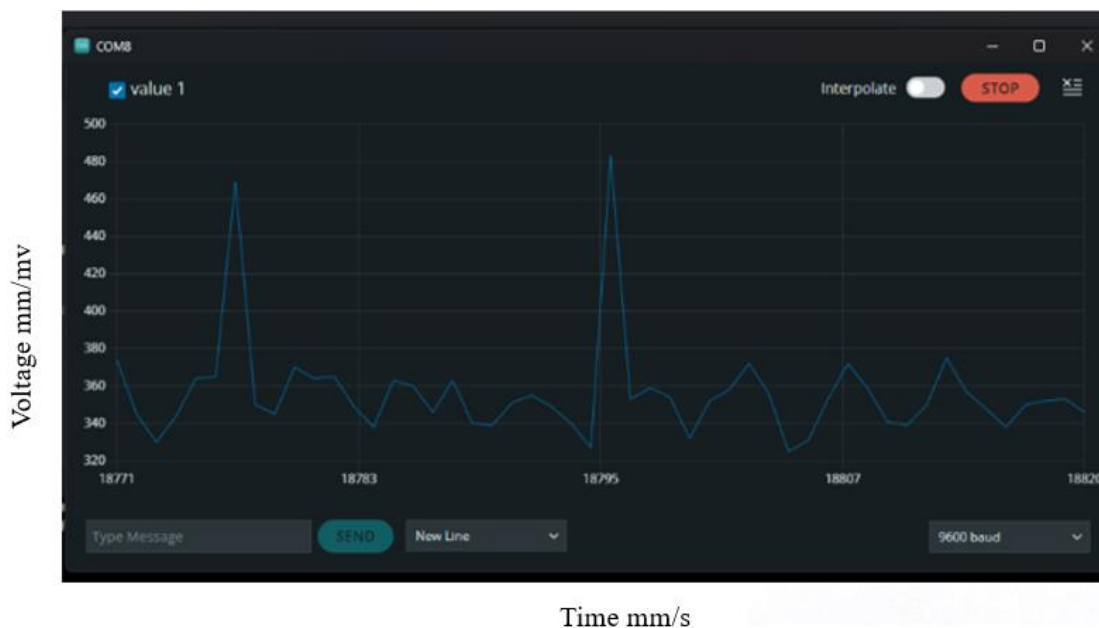 COM8
value 1
Interpolate STOP
500
480
460
440
420
400
380
360
340
320
18771 18783 18795 18807 18820
Type Message SEND New Line 9600 baud
Voltage mm/mv
Time mm/s